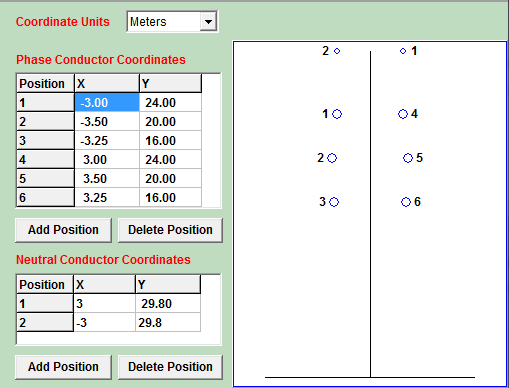 Coordinate Units Meters
Phase Conductor Coordinates
Position X Y
1 -3.00 24.00
2 -3.50 20.00
3 -3.25 16.00
4 3.00 24.00
5 3.50 20.00
6 3.25 16.00
Add Position Delete Position
Neutral Conductor Coordinates
Position X Y
1 3 29.80
2 -3 29.8
Add Position Delete Position
2 1
1 4
2 5
3 6